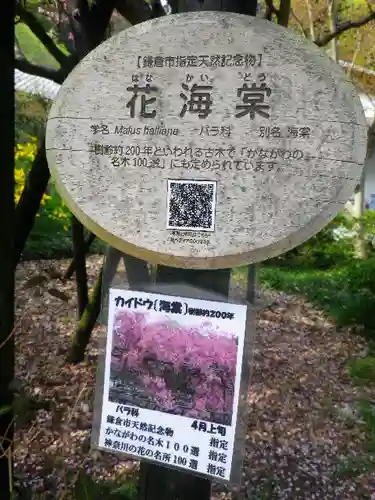 【鎌倉市指定天然記念物】
はな かい どう
花海棠
学名 Malus halliana バラ科 別名 海棠
樹齢約200年といわれる古木で「かながわの
名木100選」にも定められています。
カイドウ〔海棠〕樹齢約200年
バラ科 4月上旬
鎌倉市天然記念物 指定
かながわの名木100 指定
神奈川の花の名所100選 指定